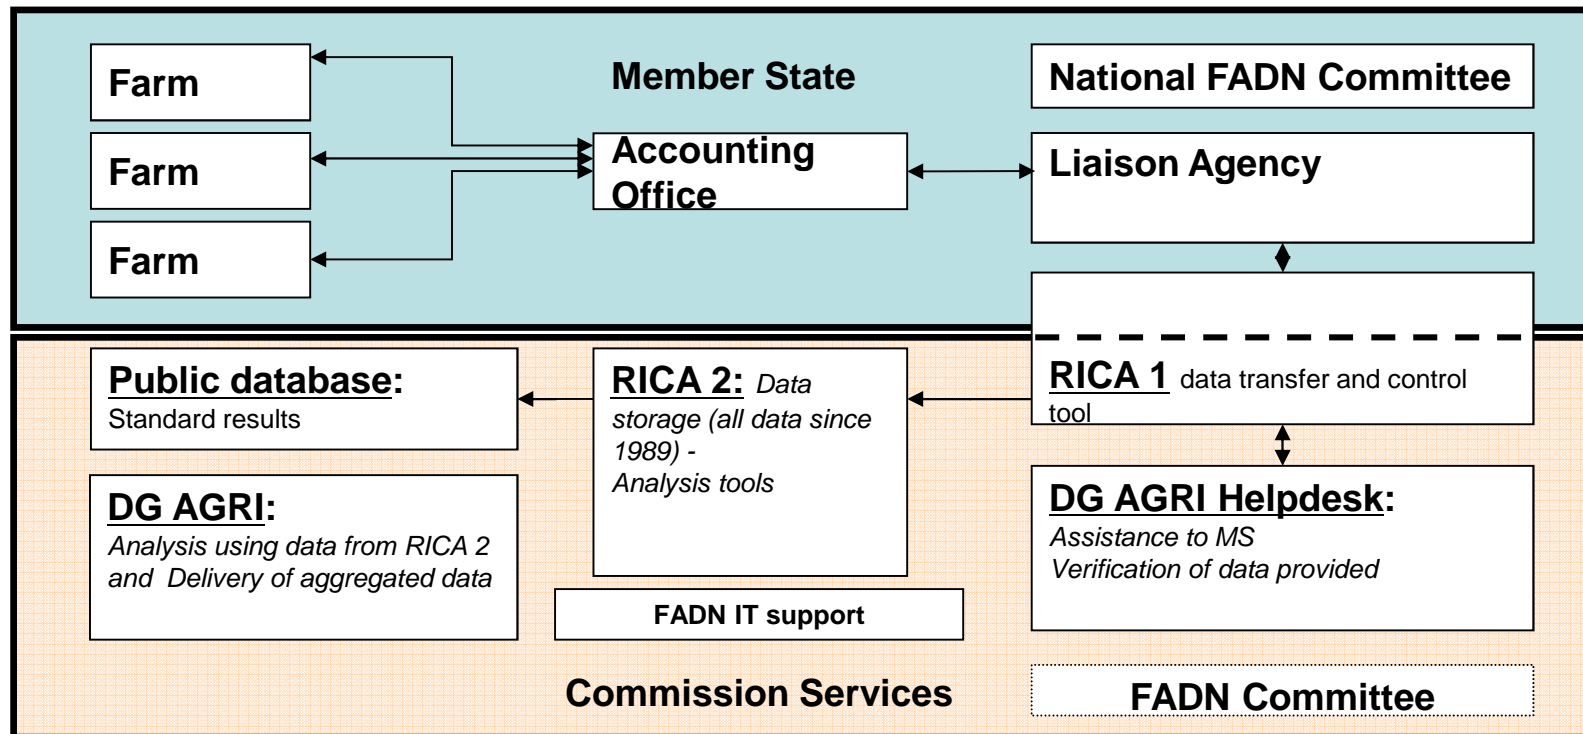 Farm
Member State
National FADN Committee
Farm
Accounting
Office
Liaison Agency
Farm
Public database:
Standard results
RICA 2: Data
storage (all data since
1989) -
Analysis tools
RICA 1 data transfer and control
tool
DG AGRI:
Analysis using data from RICA 2
and Delivery of aggregated data
DG AGRI Helpdesk:
Assistance to MS
Verification of data provided
FADN IT support
Commission Services
FADN Committee